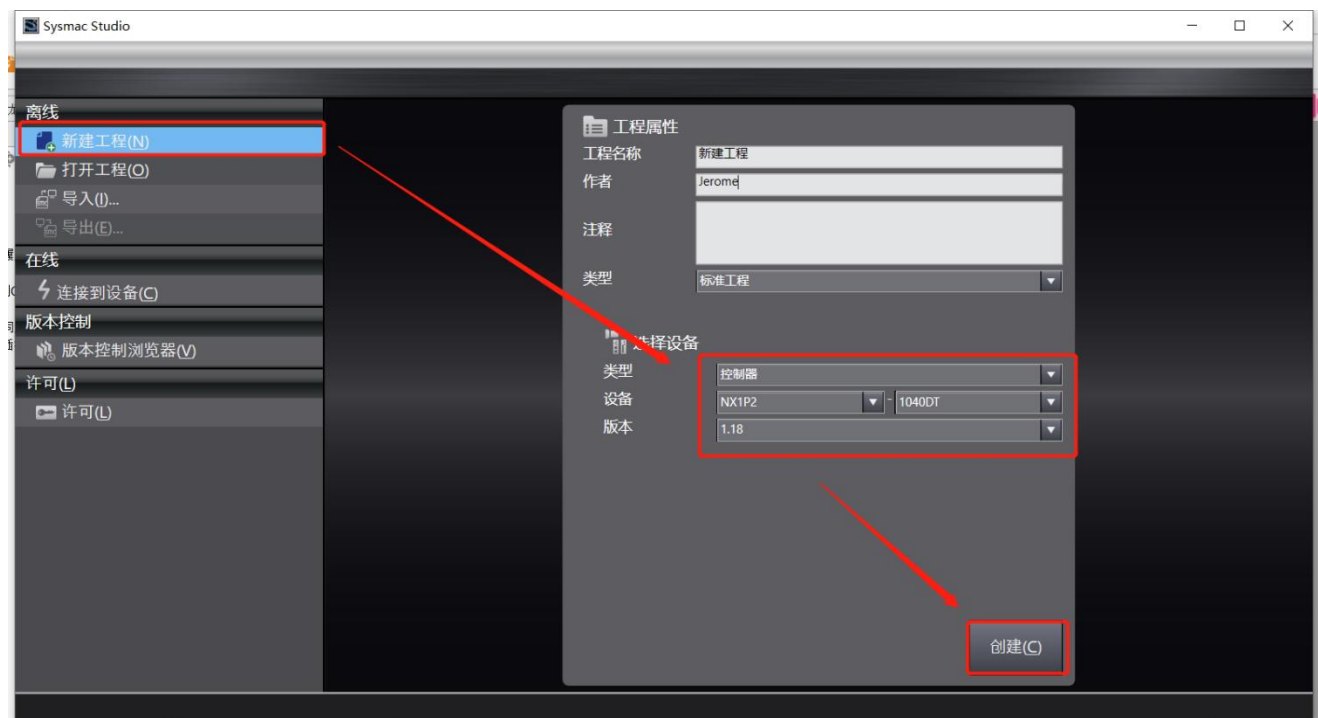 Sysmac Studio
离线
新建工程(N)
打开工程(O)
导入(I)...
导出(E)...
在线
连接到设备(C)
版本控制
版本控制浏览器(V)
许可(L)
许可(L)
工程属性
工程名称 新建工程
作者 Jerome
注释
类型 标准工程
选择设备
类型 控制器
设备 NX1P2 - 1040DT
版本 1.18
创建(C)